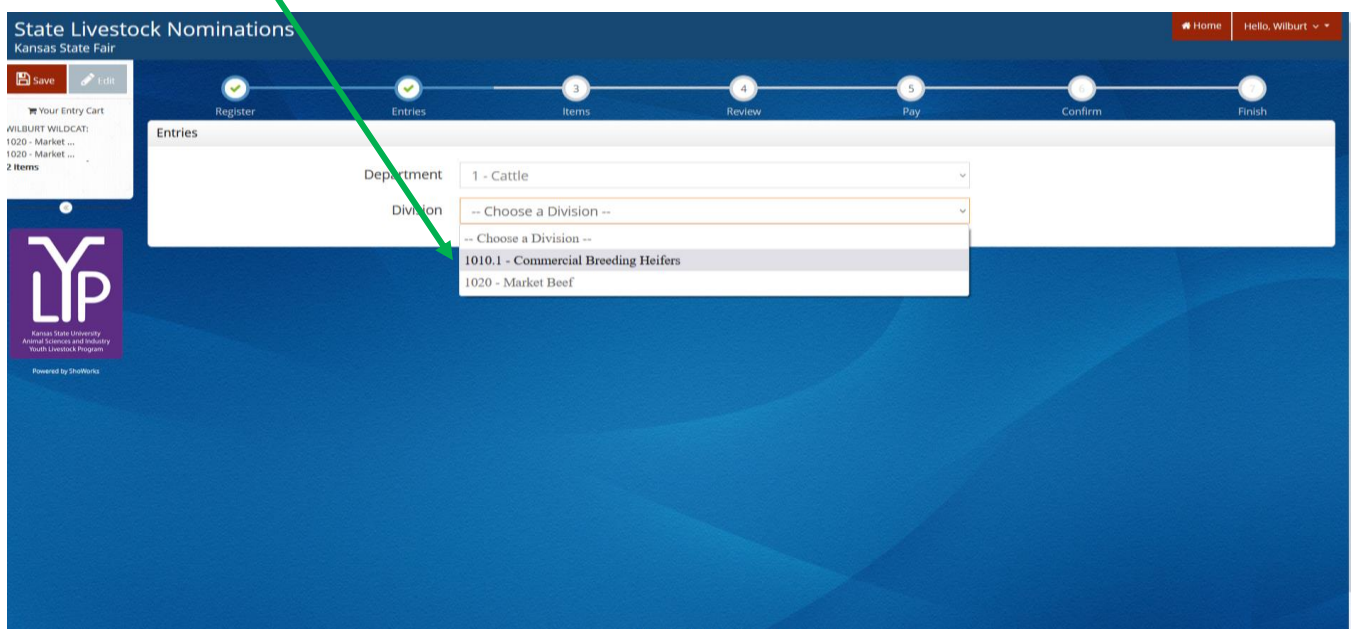 State Livestock Nominations
Kansas State Fair
Home
Hello, Wilburt
Save
Edit
Your Entry Cart
WILBURT WILDCAT:
1020 - Market ...
1020 - Market ...
2 Items
Register
Entries
3
Items
4
Review
5
Pay
6
Confirm
7
Finish
Entries
Department
1 - Cattle
Division
-- Choose a Division --
-- Choose a Division --
1010.1 - Commercial Breeding Heifers
1020 - Market Beef
YLP
Kansas State University
Animal Sciences and Industry
Youth Livestock Program
Powered by ShoWorks